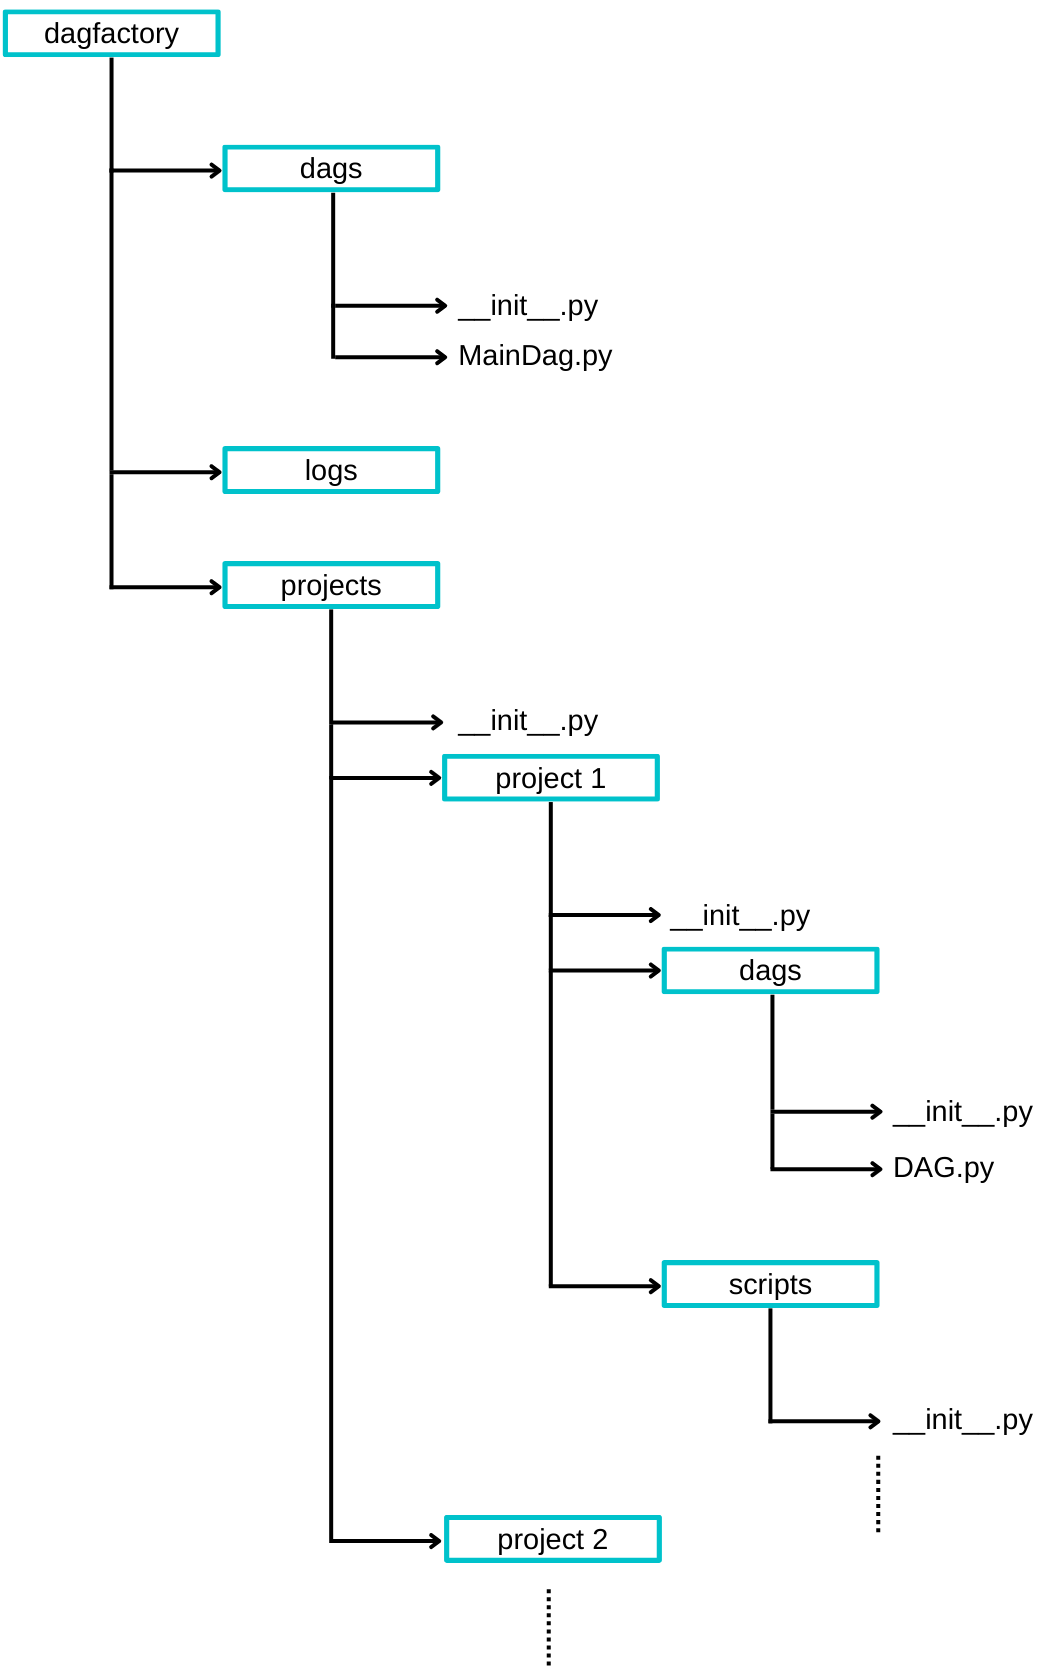 dagfactory
dags
__init__.py
MainDag.py
logs
projects
__init__.py
project 1
__init__.py
dags
__init__.py
DAG.py
scripts
__init__.py
project 2